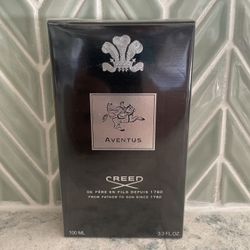 AVENTUS
CREED
DE PÈRE EN FILS DEPUIS 1760
FROM FATHER TO SON SINCE 1760
100 ML 3.3 FL.OZ